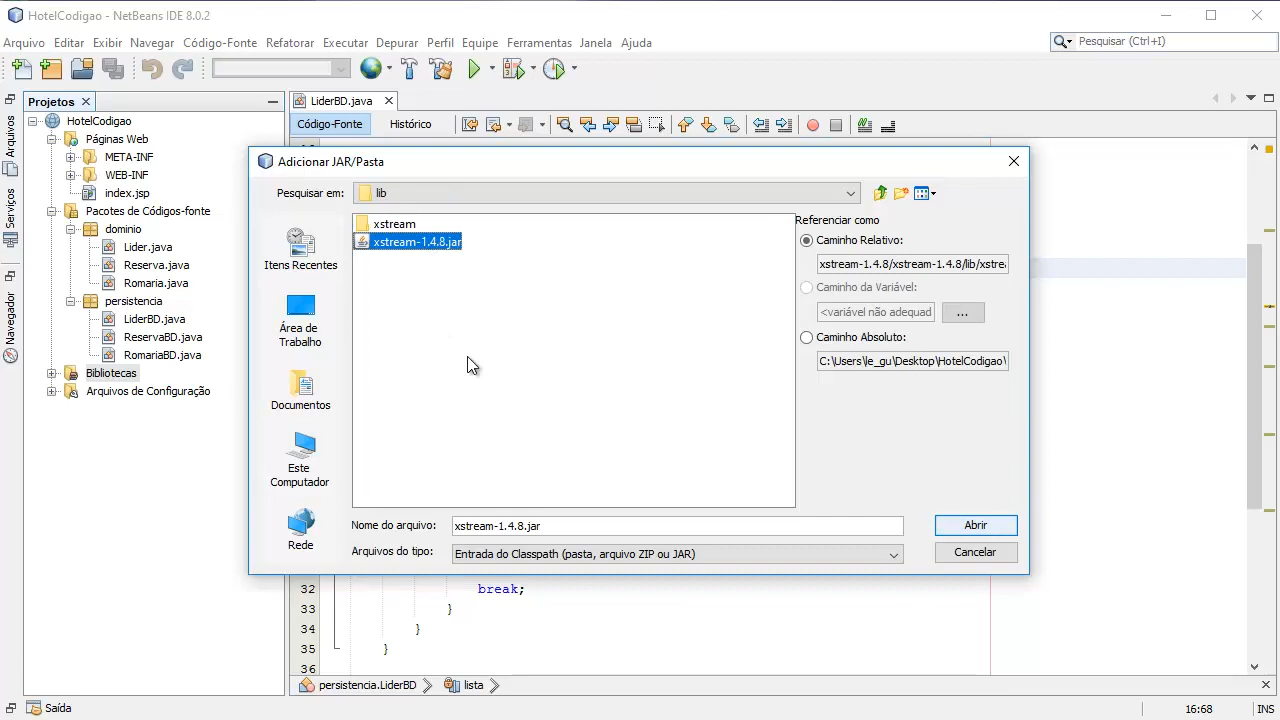 HotelCodigao - NetBeans IDE 8.0.2
Arquivo Editar Exibir Navegar Código-Fonte Refatorar Executar Depurar Perfil Equipe Ferramentas Janela Ajuda
Pesquisar (Ctrl+I)
Projetos
HotelCodigao
Páginas Web
META-INF
WEB-INF
index.jsp
Pacotes de Códigos-fonte
dominio
Lider.java
Reserva.java
Romaria.java
persistencia
LiderBD.java
ReservaBD.java
RomariaBD.java
Bibliotecas
Arquivos de Configuração
Arquivos
Serviços
Navegador
LiderBD.java
Código-Fonte
Histórico
Adicionar JAR/Pasta
Pesquisar em:
lib
Itens Recentes
Área de
Trabalho
Documentos
Este
Computador
Rede
xstream
xstream-1.4.8.jar
Referenciar como
Caminho Relativo:
xstream-1.4.8/xstream-1.4.8/lib/xstrea
Caminho da Variável:
<variável não adequad
...
Caminho Absoluto:
C:\Users\le_gu\Desktop\HotelCodigao\
Nome do arquivo:
xstream-1.4.8.jar
Abrir
Arquivos do tipo:
Entrada do Classpath (pasta, arquivo ZIP ou JAR)
Cancelar
32 break;
33 }
34 }
35 }
36
persistencia.LiderBD
lista
Saída
16:68
INS